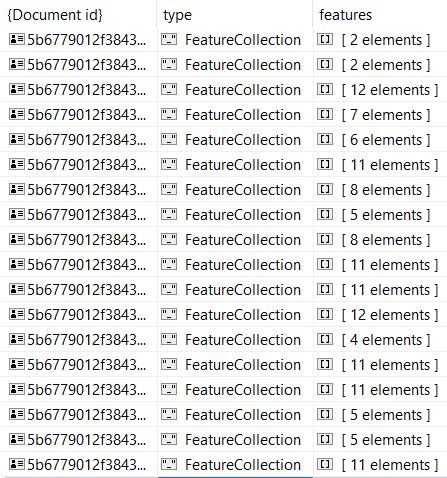 {Document id} type features
5b6779012f3843... "_" FeatureCollection [ ] [ 2 elements ]
5b6779012f3843... "_" FeatureCollection [ ] [ 2 elements ]
5b6779012f3843... "_" FeatureCollection [ ] [ 12 elements ]
5b6779012f3843... "_" FeatureCollection [ ] [ 7 elements ]
5b6779012f3843... "_" FeatureCollection [ ] [ 6 elements ]
5b6779012f3843... "_" FeatureCollection [ ] [ 11 elements ]
5b6779012f3843... "_" FeatureCollection [ ] [ 8 elements ]
5b6779012f3843... "_" FeatureCollection [ ] [ 5 elements ]
5b6779012f3843... "_" FeatureCollection [ ] [ 8 elements ]
5b6779012f3843... "_" FeatureCollection [ ] [ 11 elements ]
5b6779012f3843... "_" FeatureCollection [ ] [ 11 elements ]
5b6779012f3843... "_" FeatureCollection [ ] [ 12 elements ]
5b6779012f3843... "_" FeatureCollection [ ] [ 4 elements ]
5b6779012f3843... "_" FeatureCollection [ ] [ 11 elements ]
5b6779012f3843... "_" FeatureCollection [ ] [ 11 elements ]
5b6779012f3843... "_" FeatureCollection [ ] [ 5 elements ]
5b6779012f3843... "_" FeatureCollection [ ] [ 5 elements ]
5b6779012f3843... "_" FeatureCollection [ ] [ 11 elements ]